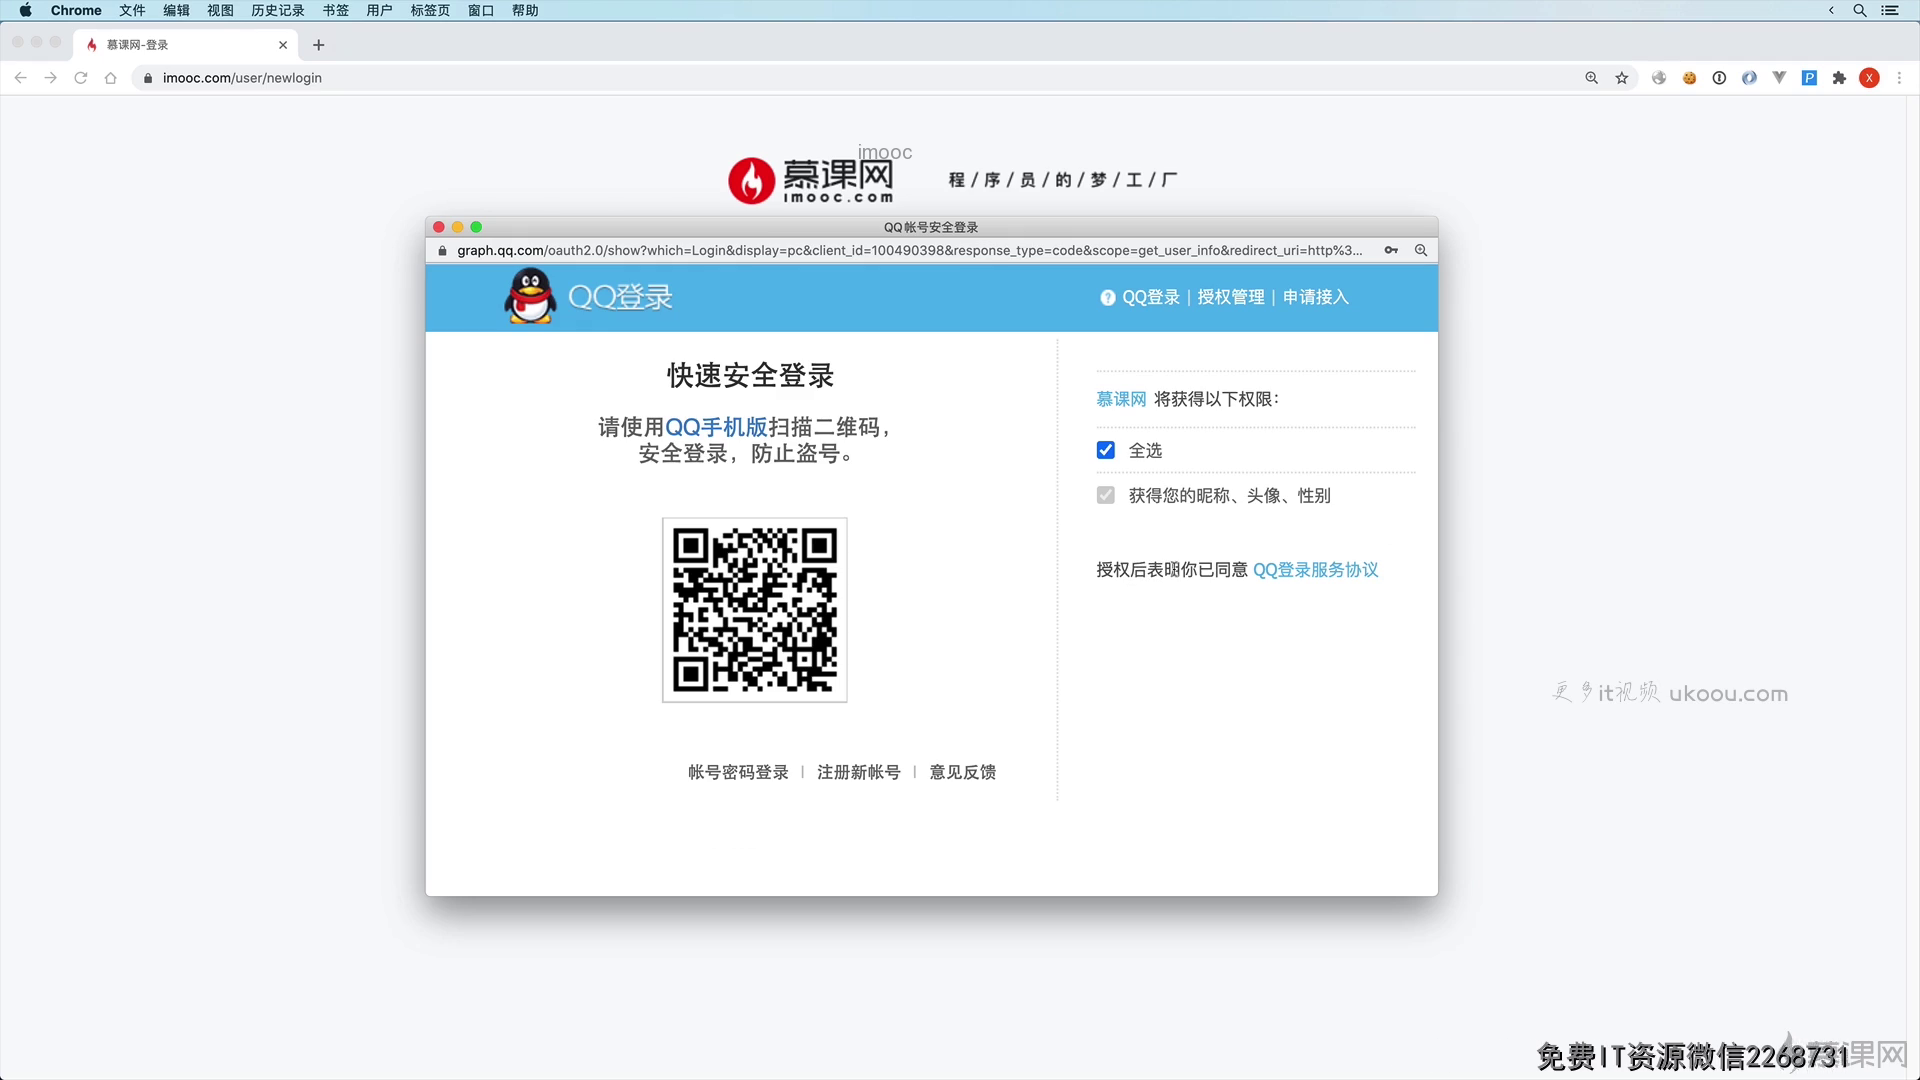 Chrome 文件 编辑 视图 历史记录 书签 用户 标签页 窗口 帮助
慕课网-登录
imooc.com/user/newlogin
imooc
慕课网
imooc.com
程/序/员/的/梦/工/厂
QQ帐号安全登录
graph.qq.com/oauth2.0/show?which=Login&display=pc&client_id=100490398&response_type=code&scope=get_user_info&redirect_uri=http%3...
QQ登录
QQ登录 | 授权管理 | 申请接入
快速安全登录
请使用QQ手机版扫描二维码，
安全登录，防止盗号。
帐号密码登录 | 注册新帐号 | 意见反馈
慕课网 将获得以下权限：
全选
获得您的昵称、头像、性别
授权后表明你已同意 QQ登录服务协议
更多it视频 ukoou.com
免费IT资源微信2268731
慕课网